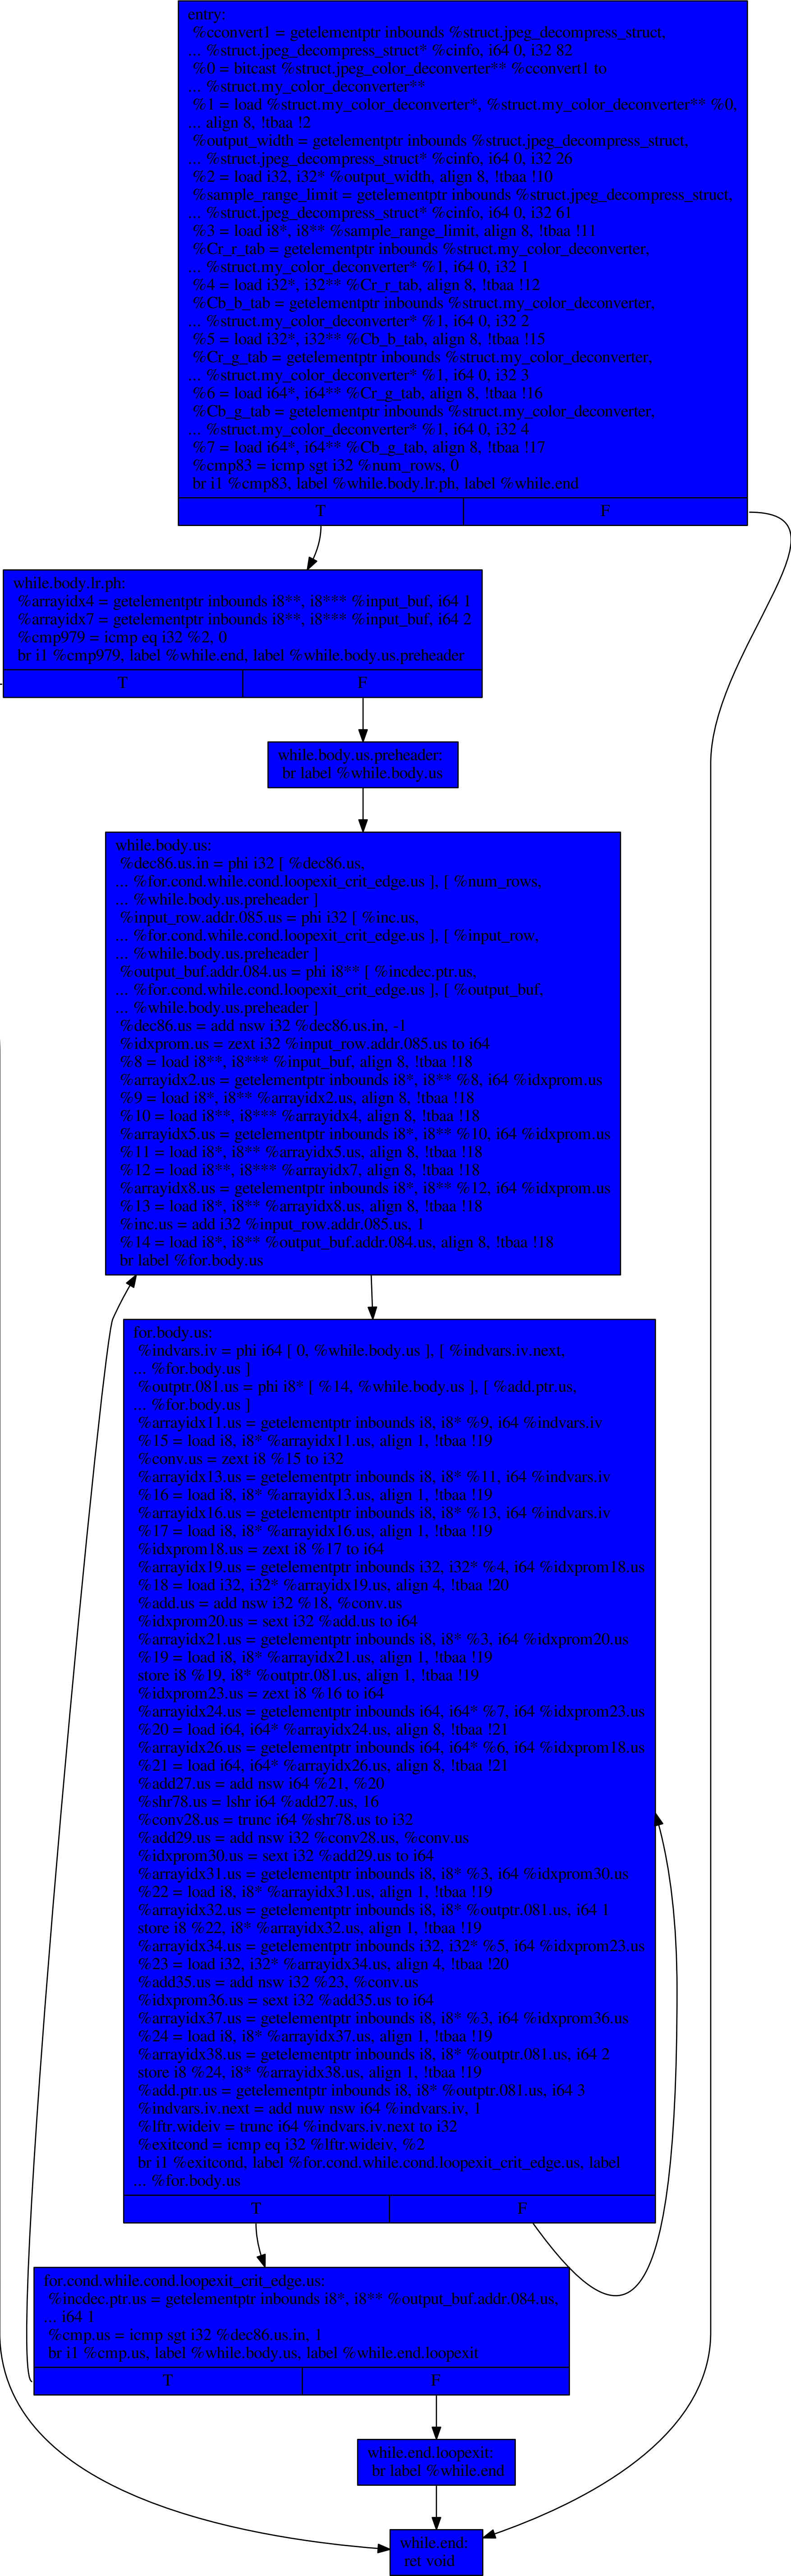 entry:
%cconvert1 = getelementptr inbounds %struct.jpeg_decompress_struct,
... %struct.jpeg_decompress_struct* %cinfo, i64 0, i32 82
%0 = bitcast %struct.jpeg_color_deconverter** %cconvert1 to
... %struct.my_color_deconverter**
%1 = load %struct.my_color_deconverter*, %struct.my_color_deconverter** %0,
... align 8, !tbaa !2
%output_width = getelementptr inbounds %struct.jpeg_decompress_struct,
... %struct.jpeg_decompress_struct* %cinfo, i64 0, i32 26
%2 = load i32, i32* %output_width, align 8, !tbaa !10
%sample_range_limit = getelementptr inbounds %struct.jpeg_decompress_struct,
... %struct.jpeg_decompress_struct* %cinfo, i64 0, i32 61
%3 = load i8*, i8** %sample_range_limit, align 8, !tbaa !11
%Cr_r_tab = getelementptr inbounds %struct.my_color_deconverter,
... %struct.my_color_deconverter* %1, i64 0, i32 1
%4 = load i32*, i32** %Cr_r_tab, align 8, !tbaa !12
%Cb_b_tab = getelementptr inbounds %struct.my_color_deconverter,
... %struct.my_color_deconverter* %1, i64 0, i32 2
%5 = load i32*, i32** %Cb_b_tab, align 8, !tbaa !15
%Cr_g_tab = getelementptr inbounds %struct.my_color_deconverter,
... %struct.my_color_deconverter* %1, i64 0, i32 3
%6 = load i64*, i64** %Cr_g_tab, align 8, !tbaa !16
%Cb_g_tab = getelementptr inbounds %struct.my_color_deconverter,
... %struct.my_color_deconverter* %1, i64 0, i32 4
%7 = load i64*, i64** %Cb_g_tab, align 8, !tbaa !17
%cmp83 = icmp sgt i32 %num_rows, 0
br i1 %cmp83, label %while.body.lr.ph, label %while.end
T F
while.body.lr.ph:
%arrayidx4 = getelementptr inbounds i8**, i8*** %input_buf, i64 1
%arrayidx7 = getelementptr inbounds i8**, i8*** %input_buf, i64 2
%cmp979 = icmp eq i32 %2, 0
br i1 %cmp979, label %while.end, label %while.body.us.preheader
T F
while.body.us.preheader:
br label %while.body.us
while.body.us:
%dec86.us.in = phi i32 [ %dec86.us,
... %for.cond.while.cond.loopexit_crit_edge.us ], [ %num_rows,
... %while.body.us.preheader ]
%input_row.addr.085.us = phi i32 [ %inc.us,
... %for.cond.while.cond.loopexit_crit_edge.us ], [ %input_row,
... %while.body.us.preheader ]
%output_buf.addr.084.us = phi i8** [ %incdec.ptr.us,
... %for.cond.while.cond.loopexit_crit_edge.us ], [ %output_buf,
... %while.body.us.preheader ]
%dec86.us = add nsw i32 %dec86.us.in, -1
%idxprom.us = zext i32 %input_row.addr.085.us to i64
%8 = load i8**, i8*** %input_buf, align 8, !tbaa !18
%arrayidx2.us = getelementptr inbounds i8*, i8** %8, i64 %idxprom.us
%9 = load i8*, i8** %arrayidx2.us, align 8, !tbaa !18
%10 = load i8**, i8*** %arrayidx4, align 8, !tbaa !18
%arrayidx5.us = getelementptr inbounds i8*, i8** %10, i64 %idxprom.us
%11 = load i8*, i8** %arrayidx5.us, align 8, !tbaa !18
%12 = load i8**, i8*** %arrayidx7, align 8, !tbaa !18
%arrayidx8.us = getelementptr inbounds i8*, i8** %12, i64 %idxprom.us
%13 = load i8*, i8** %arrayidx8.us, align 8, !tbaa !18
%inc.us = add i32 %input_row.addr.085.us, 1
%14 = load i8*, i8** %output_buf.addr.084.us, align 8, !tbaa !18
br label %for.body.us
for.body.us:
%indvars.iv = phi i64 [ 0, %while.body.us ], [ %indvars.iv.next,
... %for.body.us ]
%outptr.081.us = phi i8* [ %14, %while.body.us ], [ %add.ptr.us,
... %for.body.us ]
%arrayidx11.us = getelementptr inbounds i8, i8* %9, i64 %indvars.iv
%15 = load i8, i8* %arrayidx11.us, align 1, !tbaa !19
%conv.us = zext i8 %15 to i32
%arrayidx13.us = getelementptr inbounds i8, i8* %11, i64 %indvars.iv
%16 = load i8, i8* %arrayidx13.us, align 1, !tbaa !19
%arrayidx16.us = getelementptr inbounds i8, i8* %13, i64 %indvars.iv
%17 = load i8, i8* %arrayidx16.us, align 1, !tbaa !19
%idxprom18.us = zext i8 %17 to i64
%arrayidx19.us = getelementptr inbounds i32, i32* %4, i64 %idxprom18.us
%18 = load i32, i32* %arrayidx19.us, align 4, !tbaa !20
%add.us = add nsw i32 %18, %conv.us
%idxprom20.us = sext i32 %add.us to i64
%arrayidx21.us = getelementptr inbounds i8, i8* %3, i64 %idxprom20.us
%19 = load i8, i8* %arrayidx21.us, align 1, !tbaa !19
store i8 %19, i8* %outptr.081.us, align 1, !tbaa !19
%idxprom23.us = zext i8 %16 to i64
%arrayidx24.us = getelementptr inbounds i64, i64* %7, i64 %idxprom23.us
%20 = load i64, i64* %arrayidx24.us, align 8, !tbaa !21
%arrayidx26.us = getelementptr inbounds i64, i64* %6, i64 %idxprom18.us
%21 = load i64, i64* %arrayidx26.us, align 8, !tbaa !21
%add27.us = add nsw i64 %21, %20
%shr78.us = lshr i64 %add27.us, 16
%conv28.us = trunc i64 %shr78.us to i32
%add29.us = add nsw i32 %conv28.us, %conv.us
%idxprom30.us = sext i32 %add29.us to i64
%arrayidx31.us = getelementptr inbounds i8, i8* %3, i64 %idxprom30.us
%22 = load i8, i8* %arrayidx31.us, align 1, !tbaa !19
%arrayidx32.us = getelementptr inbounds i8, i8* %outptr.081.us, i64 1
store i8 %22, i8* %arrayidx32.us, align 1, !tbaa !19
%arrayidx34.us = getelementptr inbounds i32, i32* %5, i64 %idxprom23.us
%23 = load i32, i32* %arrayidx34.us, align 4, !tbaa !20
%add35.us = add nsw i32 %23, %conv.us
%idxprom36.us = sext i32 %add35.us to i64
%arrayidx37.us = getelementptr inbounds i8, i8* %3, i64 %idxprom36.us
%24 = load i8, i8* %arrayidx37.us, align 1, !tbaa !19
%arrayidx38.us = getelementptr inbounds i8, i8* %outptr.081.us, i64 2
store i8 %24, i8* %arrayidx38.us, align 1, !tbaa !19
%add.ptr.us = getelementptr inbounds i8, i8* %outptr.081.us, i64 3
%indvars.iv.next = add nuw nsw i64 %indvars.iv, 1
%lftr.wideiv = trunc i64 %indvars.iv.next to i32
%exitcond = icmp eq i32 %lftr.wideiv, %2
br i1 %exitcond, label %for.cond.while.cond.loopexit_crit_edge.us, label
... %for.body.us
T F
for.cond.while.cond.loopexit_crit_edge.us:
%incdec.ptr.us = getelementptr inbounds i8*, i8** %output_buf.addr.084.us,
... i64 1
%cmp.us = icmp sgt i32 %dec86.us.in, 1
br i1 %cmp.us, label %while.body.us, label %while.end.loopexit
T F
while.end.loopexit:
br label %while.end
while.end:
ret void